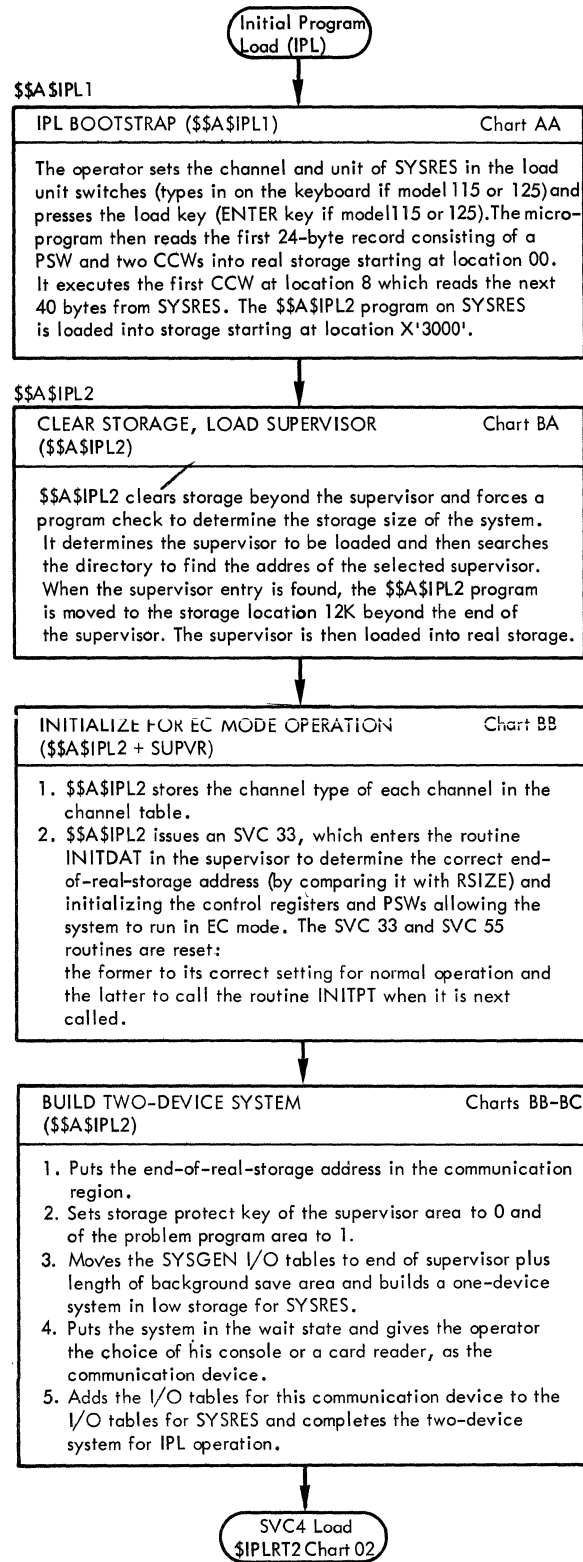 Initial Program
Load (IPL)
$$A$IPL1
IPL BOOTSTRAP ($$A$IPL1) Chart AA
The operator sets the channel and unit of SYSRES in the load
unit switches (types in on the keyboard if model 115 or 125) and
presses the load key (ENTER key if model 115 or 125). The micro-
program then reads the first 24-byte record consisting of a
PSW and two CCWs into real storage starting at location 00.
It executes the first CCW at location 8 which reads the next
40 bytes from SYSRES. The $$A$IPL2 program on SYSRES
is loaded into storage starting at location X'3000'.
$$A$IPL2
CLEAR STORAGE, LOAD SUPERVISOR Chart BA
($$A$IPL2)
$$A$IPL2 clears storage beyond the supervisor and forces a
program check to determine the storage size of the system.
It determines the supervisor to be loaded and then searches
the directory to find the addres of the selected supervisor.
When the supervisor entry is found, the $$A$IPL2 program
is moved to the storage location 12K beyond the end of
the supervisor. The supervisor is then loaded into real storage.
INITIALIZE FOR EC MODE OPERATION Chart BB
($$A$IPL2 + SUPVR)
1. $$A$IPL2 stores the channel type of each channel in the
channel table.
2. $$A$IPL2 issues an SVC 33, which enters the routine
INITDAT in the supervisor to determine the correct end-
of-real-storage address (by comparing it with RSIZE) and
initializing the control registers and PSWs allowing the
system to run in EC mode. The SVC 33 and SVC 55
routines are reset:
the former to its correct setting for normal operation and
the latter to call the routine INITPT when it is next
called.
BUILD TWO-DEVICE SYSTEM Charts BB-BC
($$A$IPL2)
1. Puts the end-of-real-storage address in the communication
region.
2. Sets storage protect key of the supervisor area to 0 and
of the problem program area to 1.
3. Moves the SYSGEN I/O tables to end of supervisor plus
length of background save area and builds a one-device
system in low storage for SYSRES.
4. Puts the system in the wait state and gives the operator
the choice of his console or a card reader, as the
communication device.
5. Adds the I/O tables for this communication device to the
I/O tables for SYSRES and completes the two-device
system for IPL operation.
SVC4 Load
$IPLRT2 Chart 02